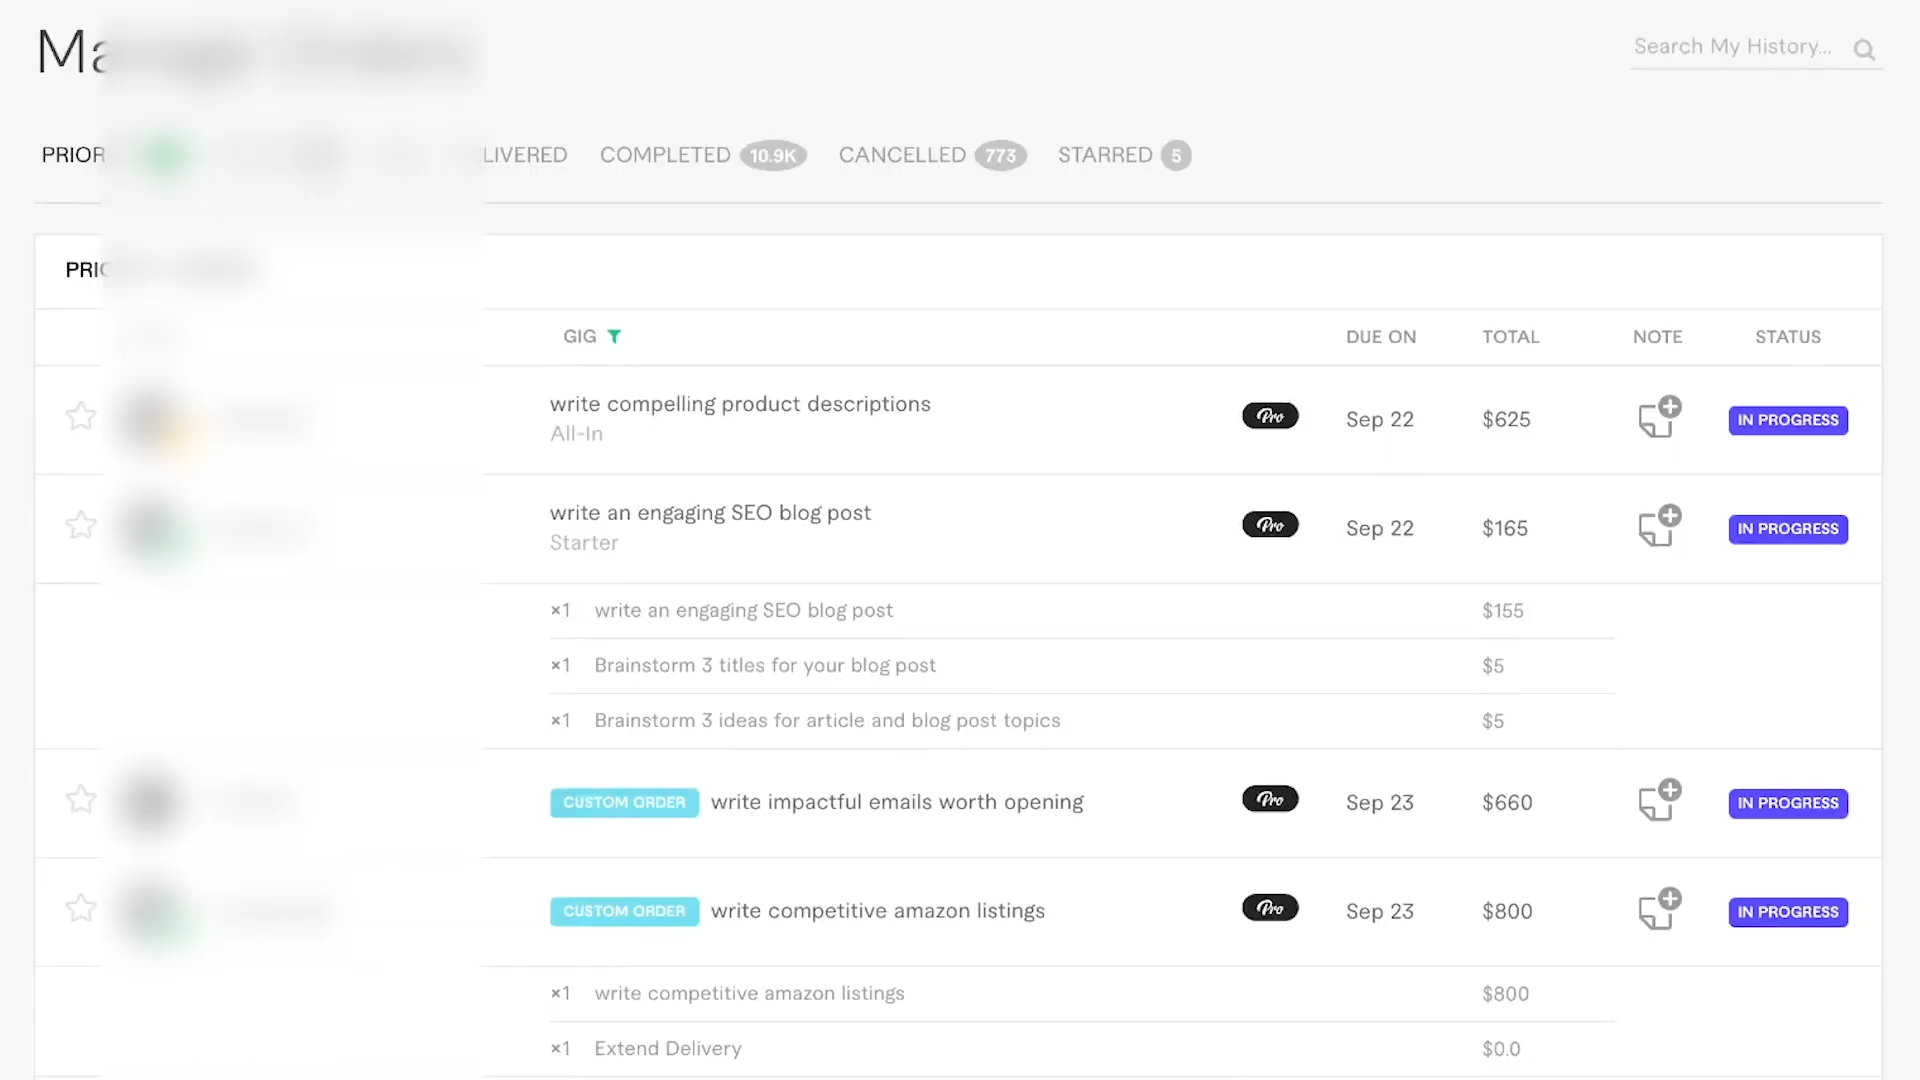 Search My History...
LIVERED COMPLETED 10.9K CANCELLED 773 STARRED 5
GIG DUE ON TOTAL NOTE STATUS
write compelling product descriptions Pro Sep 22 $625 IN PROGRESS
All-In
write an engaging SEO blog post Pro Sep 22 $165 IN PROGRESS
Starter
×1 write an engaging SEO blog post $155
×1 Brainstorm 3 titles for your blog post $5
×1 Brainstorm 3 ideas for article and blog post topics $5
CUSTOM ORDER write impactful emails worth opening Pro Sep 23 $660 IN PROGRESS
CUSTOM ORDER write competitive amazon listings Pro Sep 23 $800 IN PROGRESS
×1 write competitive amazon listings $800
×1 Extend Delivery $0.0